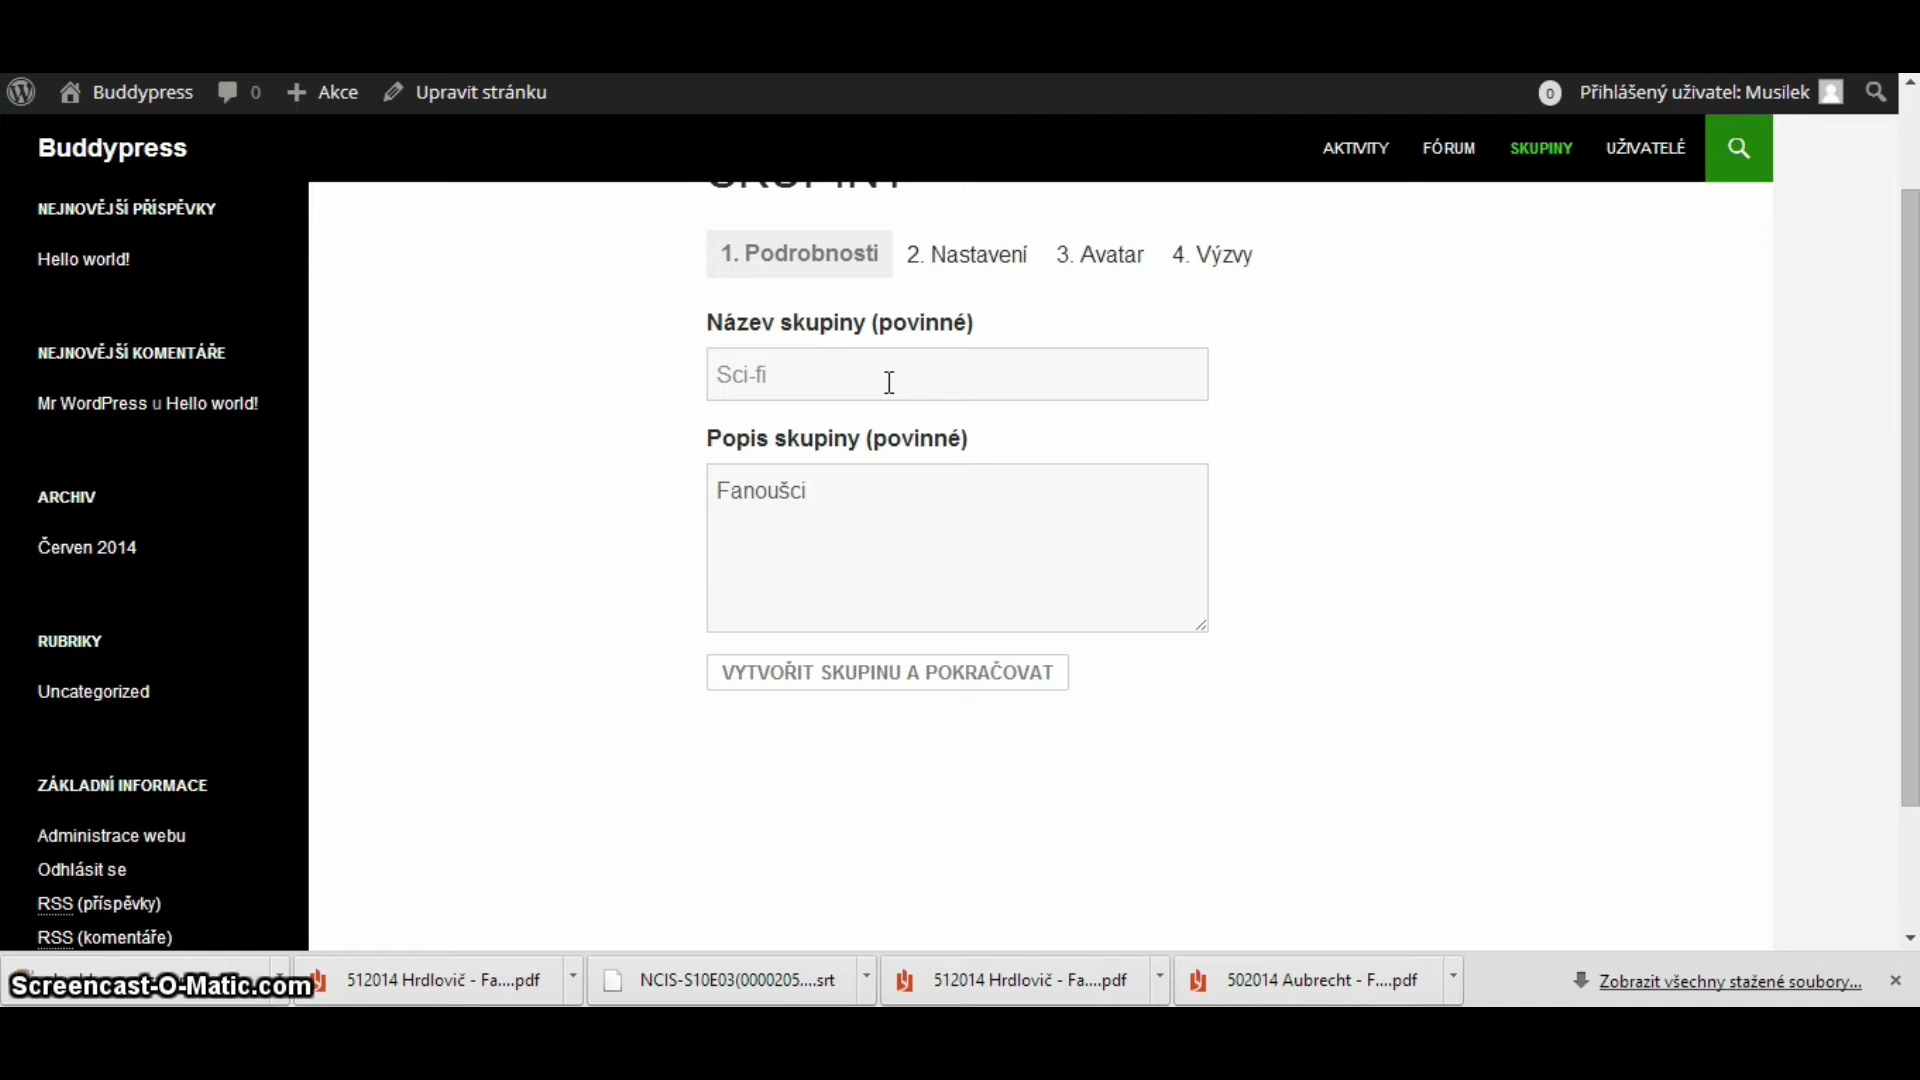 Buddypress
0
Akce
Upravit stránku
0
Přihlášený uživatel: Musilek
Buddypress
AKTIVITY
FÓRUM
SKUPINY
UŽIVATELÉ
NEJNOVĚJŠÍ PŘÍSPĚVKY
Hello world!
NEJNOVĚJŠÍ KOMENTÁŘE
Mr WordPress u Hello world!
ARCHIV
Červen 2014
RUBRIKY
Uncategorized
ZÁKLADNÍ INFORMACE
Administrace webu
Odhlásit se
RSS (příspěvky)
RSS (komentáře)
SKUPINY
1. Podrobnosti
2. Nastavení
3. Avatar
4. Výzvy
Název skupiny (povinné)
Sci-fi
Popis skupiny (povinné)
Fanoušci
VYTVOŘIT SKUPINU A POKRAČOVAT
Screencast-O-Matic.com
512014 Hrdlovič - Fa....pdf
NCIS-S10E03(0000205....srt
512014 Hrdlovič - Fa....pdf
502014 Aubrecht - F....pdf
Zobrazit všechny stažené soubory...